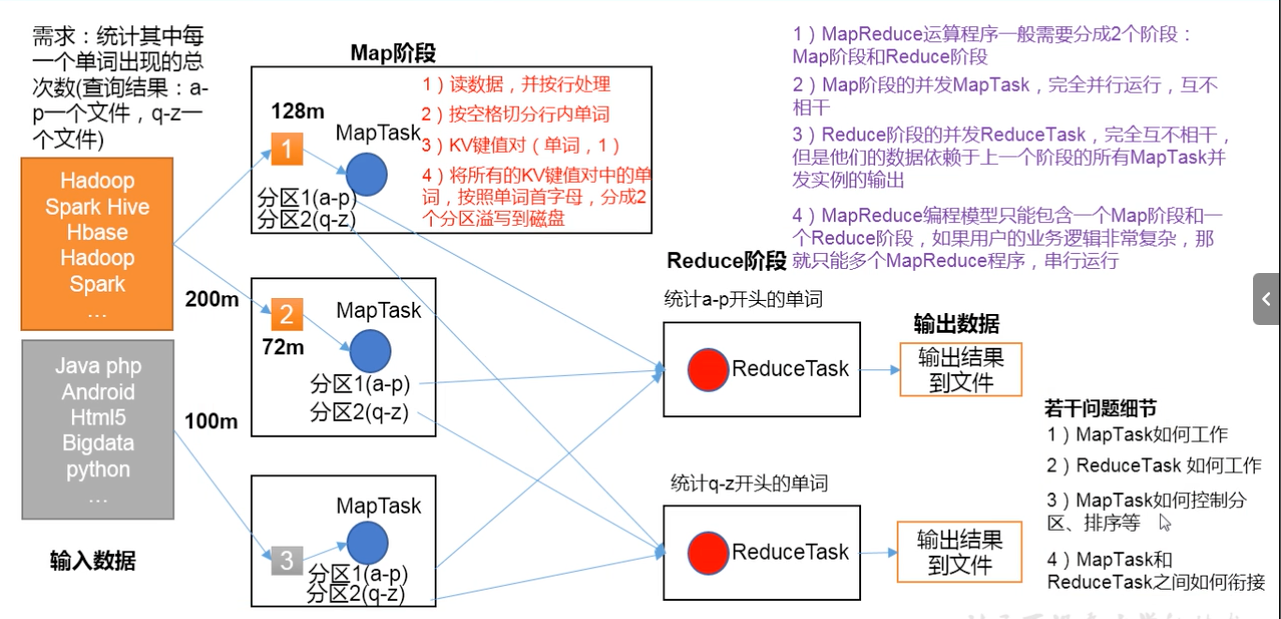 需求：统计其中每
一个单词出现的总
次数(查询结果：a-
p一个文件，q-z一
个文件)
Hadoop
Spark Hive
Hbase
Hadoop
Spark
...
200m
Java php
Android
Html5
Bigdata
python
...
100m
输入数据
Map阶段
128m
1
MapTask
分区1(a-p)
分区2(q-z)
1）读数据，并按行处理
2）按空格切分行内单词
3）KV键值对（单词，1）
4）将所有的KV键值对中的单
词，按照单词首字母，分成2
个分区溢写到磁盘
2
72m
MapTask
分区1(a-p)
分区2(q-z)
MapTask
3
分区1(a-p)
分区2(q-z)
1）MapReduce运算程序一般需要分成2个阶段：
Map阶段和Reduce阶段
2）Map阶段的并发MapTask，完全并行运行，互不
相干
3）Reduce阶段的并发ReduceTask，完全互不相干，
但是他们的数据依赖于上一个阶段的所有MapTask并
发实例的输出
4）MapReduce编程模型只能包含一个Map阶段和一
个Reduce阶段，如果用户的业务逻辑非常复杂，那
就只能多个MapReduce程序，串行运行
Reduce阶段
统计a-p开头的单词
ReduceTask
统计q-z开头的单词
ReduceTask
输出数据
输出结果
到文件
输出结果
到文件
若干问题细节
1）MapTask如何工作
2）ReduceTask 如何工作
3）MapTask如何控制分
区、排序等
4）MapTask和
ReduceTask之间如何衔接